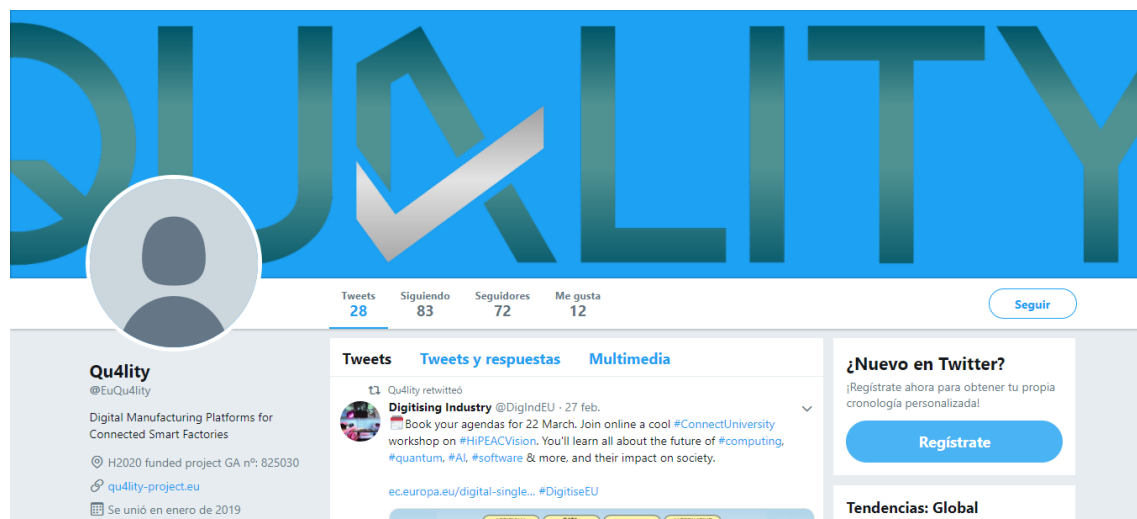 QUALITY
Tweets
28
Siguiendo
83
Seguidores
72
Me gusta
12
Seguir
Qu4lity
@EuQu4lity
Digital Manufacturing Platforms for
Connected Smart Factories
H2020 funded project GA nº: 825030
qu4lity-project.eu
Se unió en enero de 2019
Tweets Tweets y respuestas Multimedia
Qu4lity retwitteó
Digitising Industry @DigIndEU · 27 feb.
Book your agendas for 22 March. Join online a cool #ConnectUniversity
workshop on #HiPEACVision. You'll learn all about the future of #computing,
#quantum, #AI, #software & more, and their impact on society.
ec.europa.eu/digital-single... #DigitiseEU
¿Nuevo en Twitter?
¡Regístrate ahora para obtener tu propia
cronología personalizada!
Regístrate
Tendencias: Global